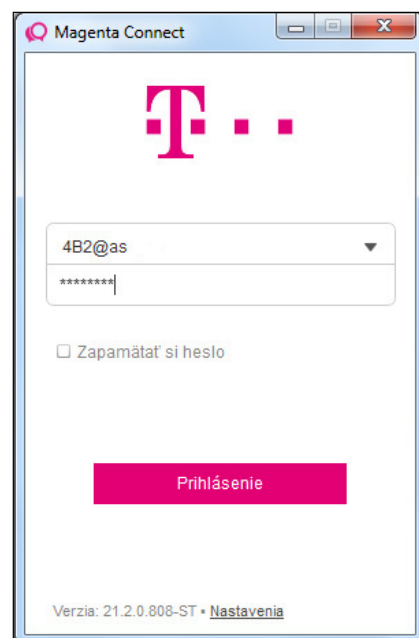 Magenta Connect
T
4B2@as
********
Zapamätať si heslo
Prihlásenie
Verzia: 21.2.0.808-ST • Nastavenia